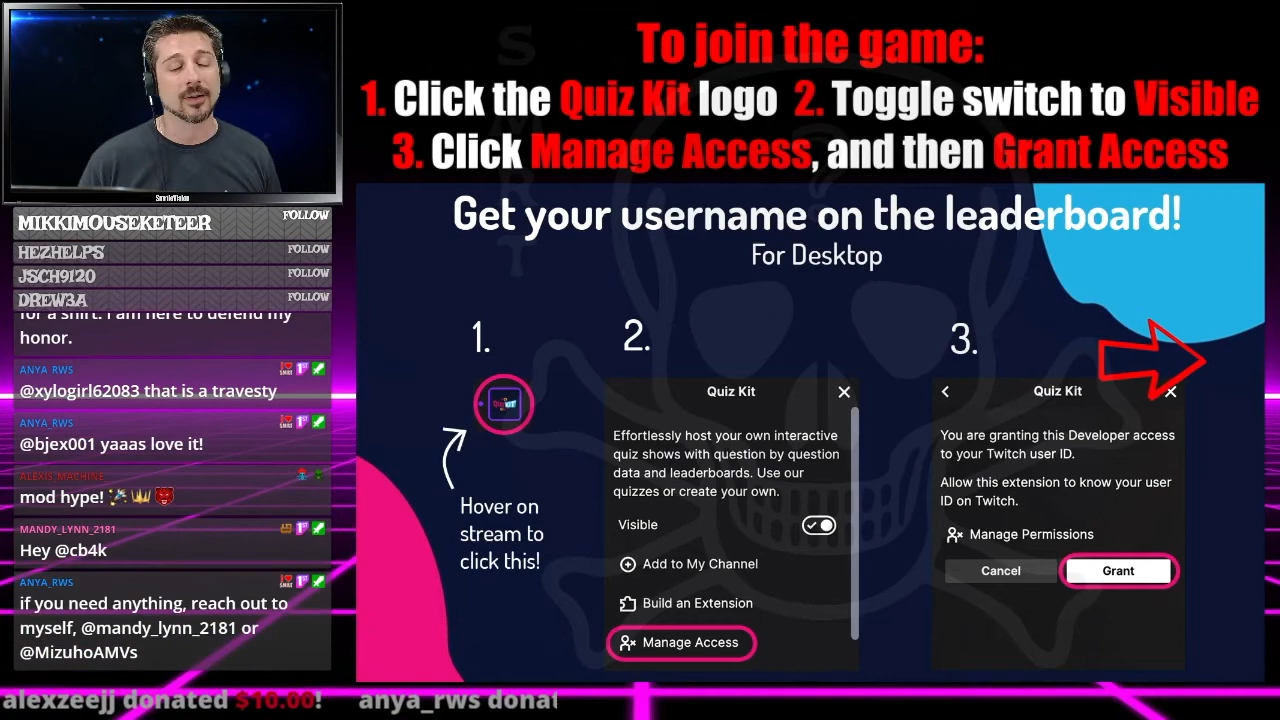 To join the game:
1. Click the Quiz Kit logo 2. Toggle switch to Visible
3. Click Manage Access, and then Grant Access
MIKKIMOUSEKETEER FOLLOW
HEZHELPS FOLLOW
JSCH9120 FOLLOW
DREW3A FOLLOW
for a shirt. I am here to defend my
honor.
ANYA_RWS
@xylogirl62083 that is a travesty
ANYA_RWS
@bjex001 yaaas love it!
ALEXIS_MACHINE
mod hype!
MANDY_LYNN_2181
Hey @cb4k
ANYA_RWS
if you need anything, reach out to
myself, @mandy_lynn_2181 or
@MizuhoAMVs
Get your username on the leaderboard!
For Desktop
1.
Hover on
stream to
click this!
2.
Quiz Kit
Effortlessly host your own interactive
quiz shows with question by question
data and leaderboards. Use our
quizzes or create your own.
Visible
Add to My Channel
Build an Extension
Manage Access
3.
Quiz Kit
You are granting this Developer access
to your Twitch user ID.
Allow this extension to know your user
ID on Twitch.
Manage Permissions
Cancel Grant
alexzeejj donated $10.00! anya_rws donat